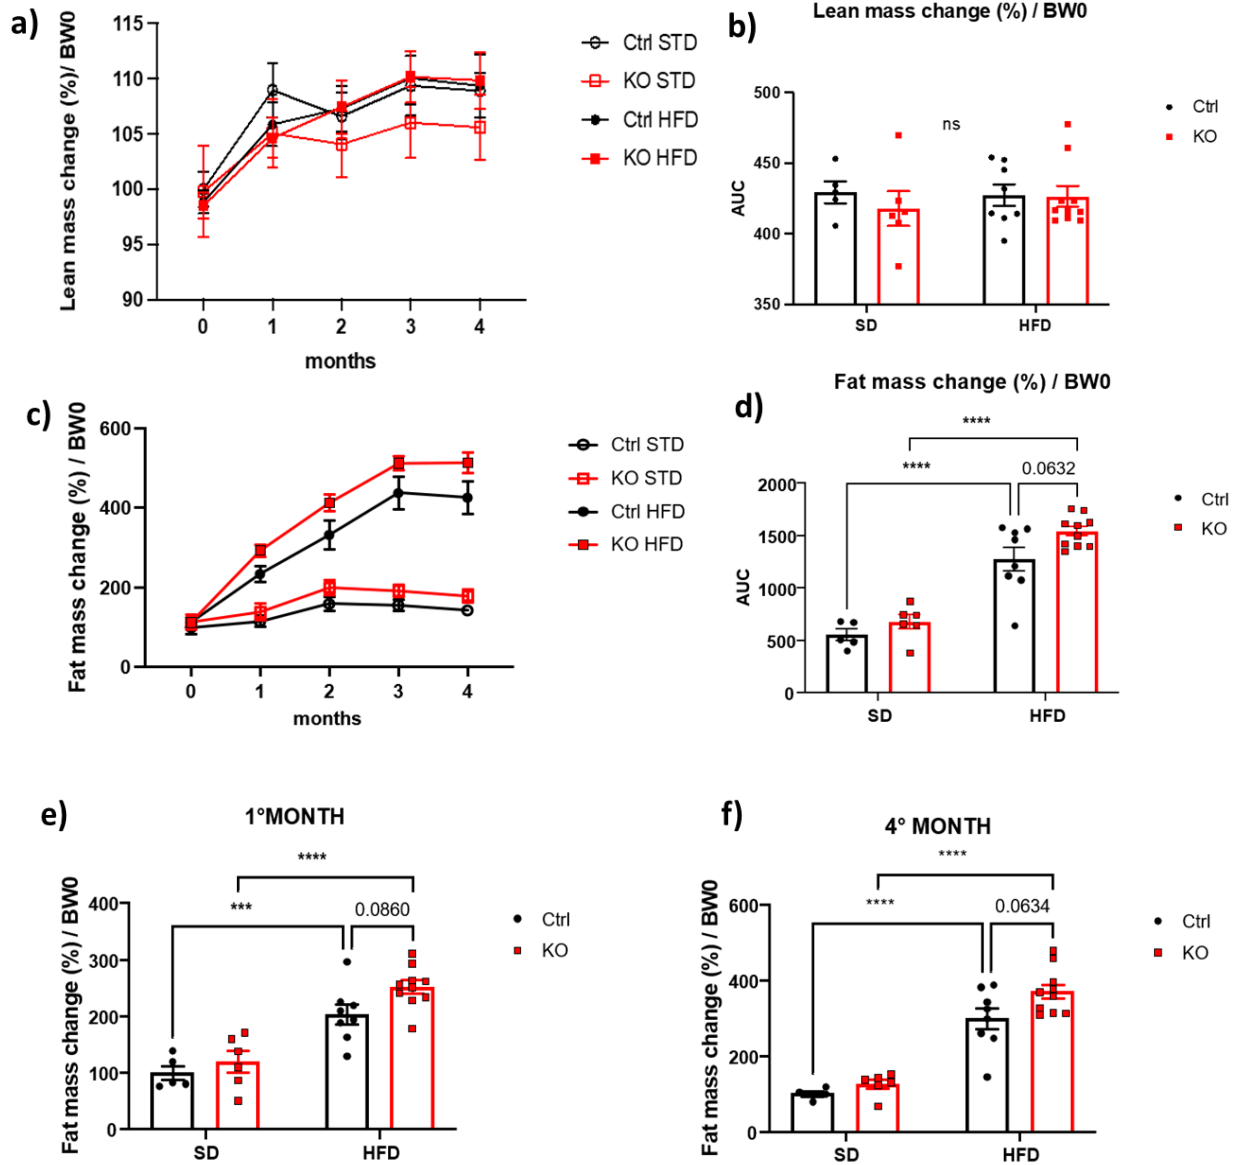 a)
Lean mass change (%)/ BW0
115
110
105
100
95
90
0 1 2 3 4
months
Ctrl STD
KO STD
Ctrl HFD
KO HFD
b)
Lean mass change (%) / BW0
AUC
500
450
400
350
ns
SD HFD
Ctrl
KO
c)
Fat mass change (%) / BW0
600
400
200
0
0 1 2 3 4
months
Ctrl STD
KO STD
Ctrl HFD
KO HFD
d)
Fat mass change (%) / BW0
****
**** 0.0632
AUC
2000
1500
1000
500
0
SD HFD
Ctrl
KO
e)
1°MONTH
****
*** 0.0860
Fat mass change (%) / BW0
400
300
200
100
0
SD HFD
Ctrl
KO
f)
4° MONTH
****
**** 0.0634
Fat mass change (%) / BW0
600
400
200
0
SD HFD
Ctrl
KO